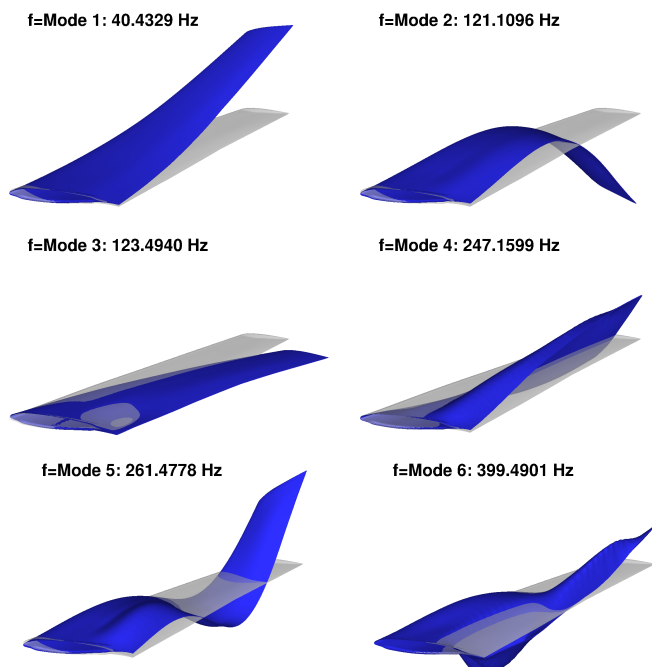 f=Mode 1: 40.4329 Hz
f=Mode 2: 121.1096 Hz
f=Mode 3: 123.4940 Hz
f=Mode 4: 247.1599 Hz
f=Mode 5: 261.4778 Hz
f=Mode 6: 399.4901 Hz